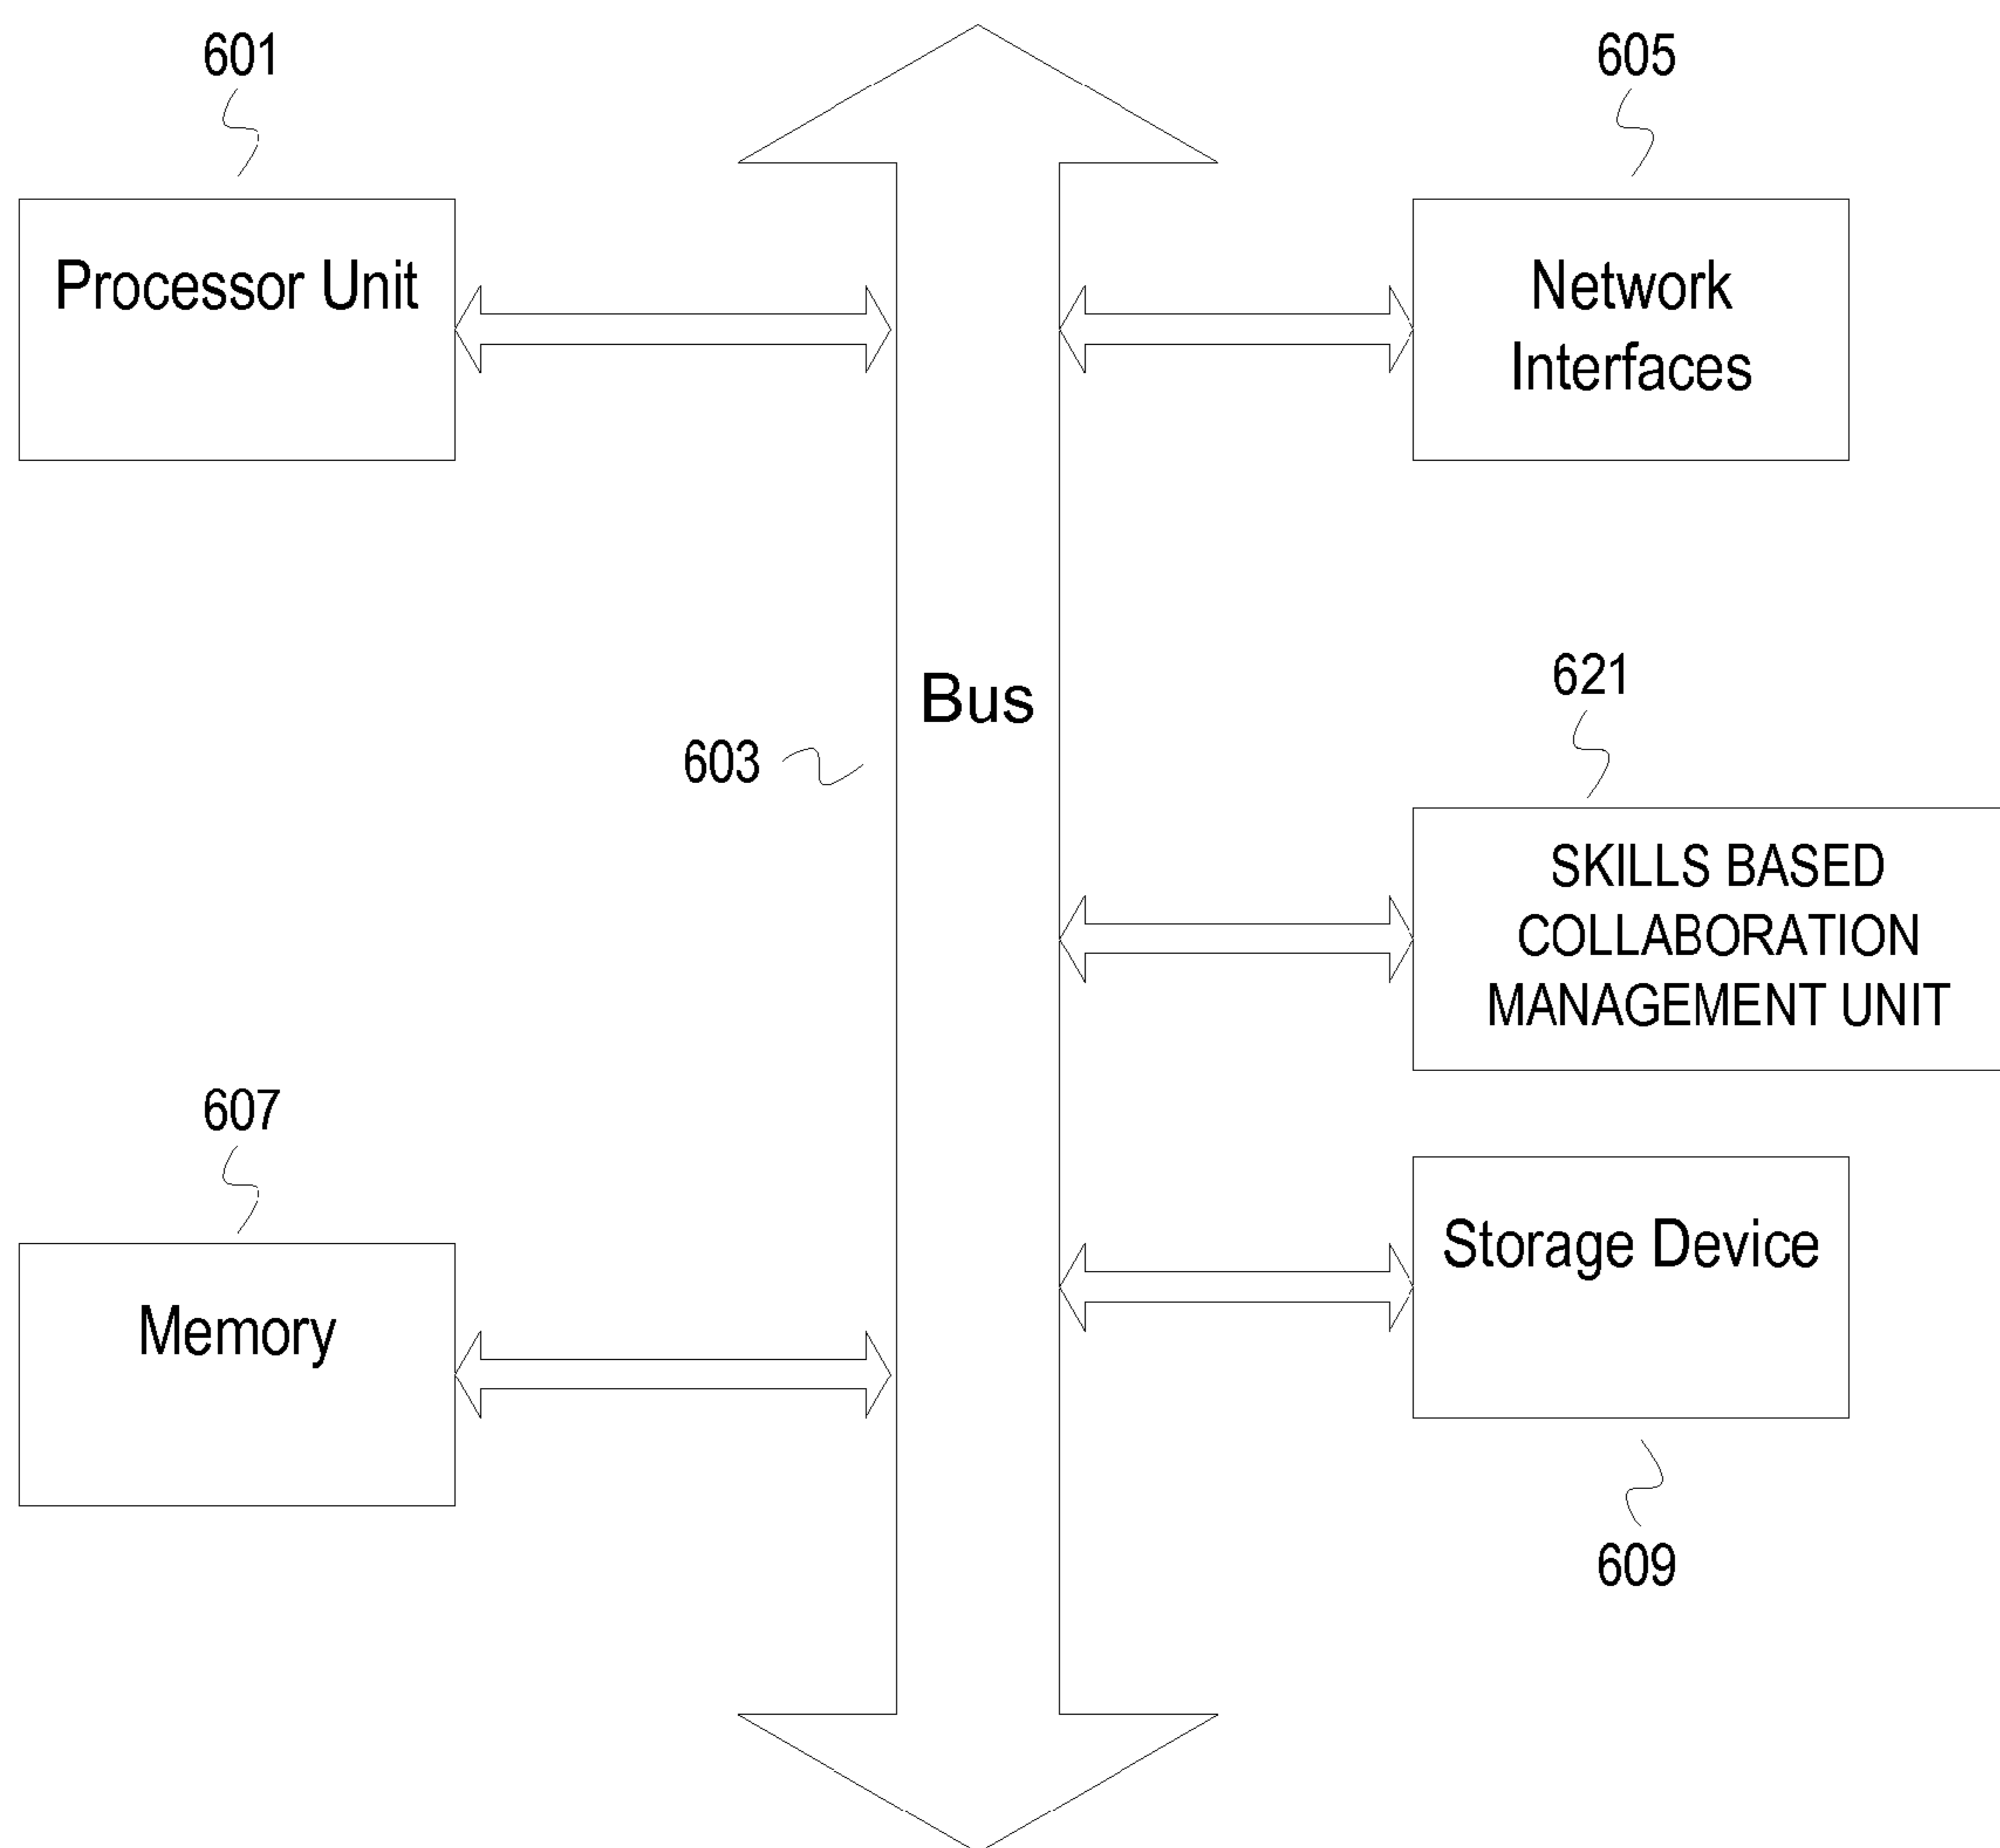 601
Processor Unit
605
Network
Interfaces
Bus
603
621
SKILLS BASED
COLLABORATION
MANAGEMENT UNIT
607
Memory
Storage Device
609